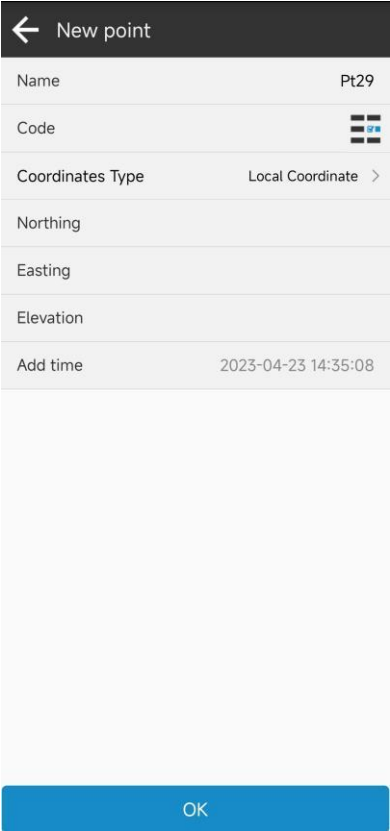 New point
Name Pt29
Code
Coordinates Type Local Coordinate
Northing
Easting
Elevation
Add time 2023-04-23 14:35:08
OK